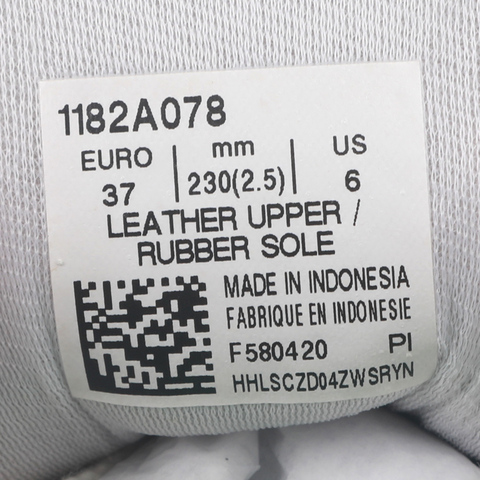 1182A078
EURO mm US
37 230(2.5) 6
LEATHER UPPER /
RUBBER SOLE
MADE IN INDONESIA
FABRIQUE EN INDONESIE
F580420 PI
HHLSCZD04ZWSRYN